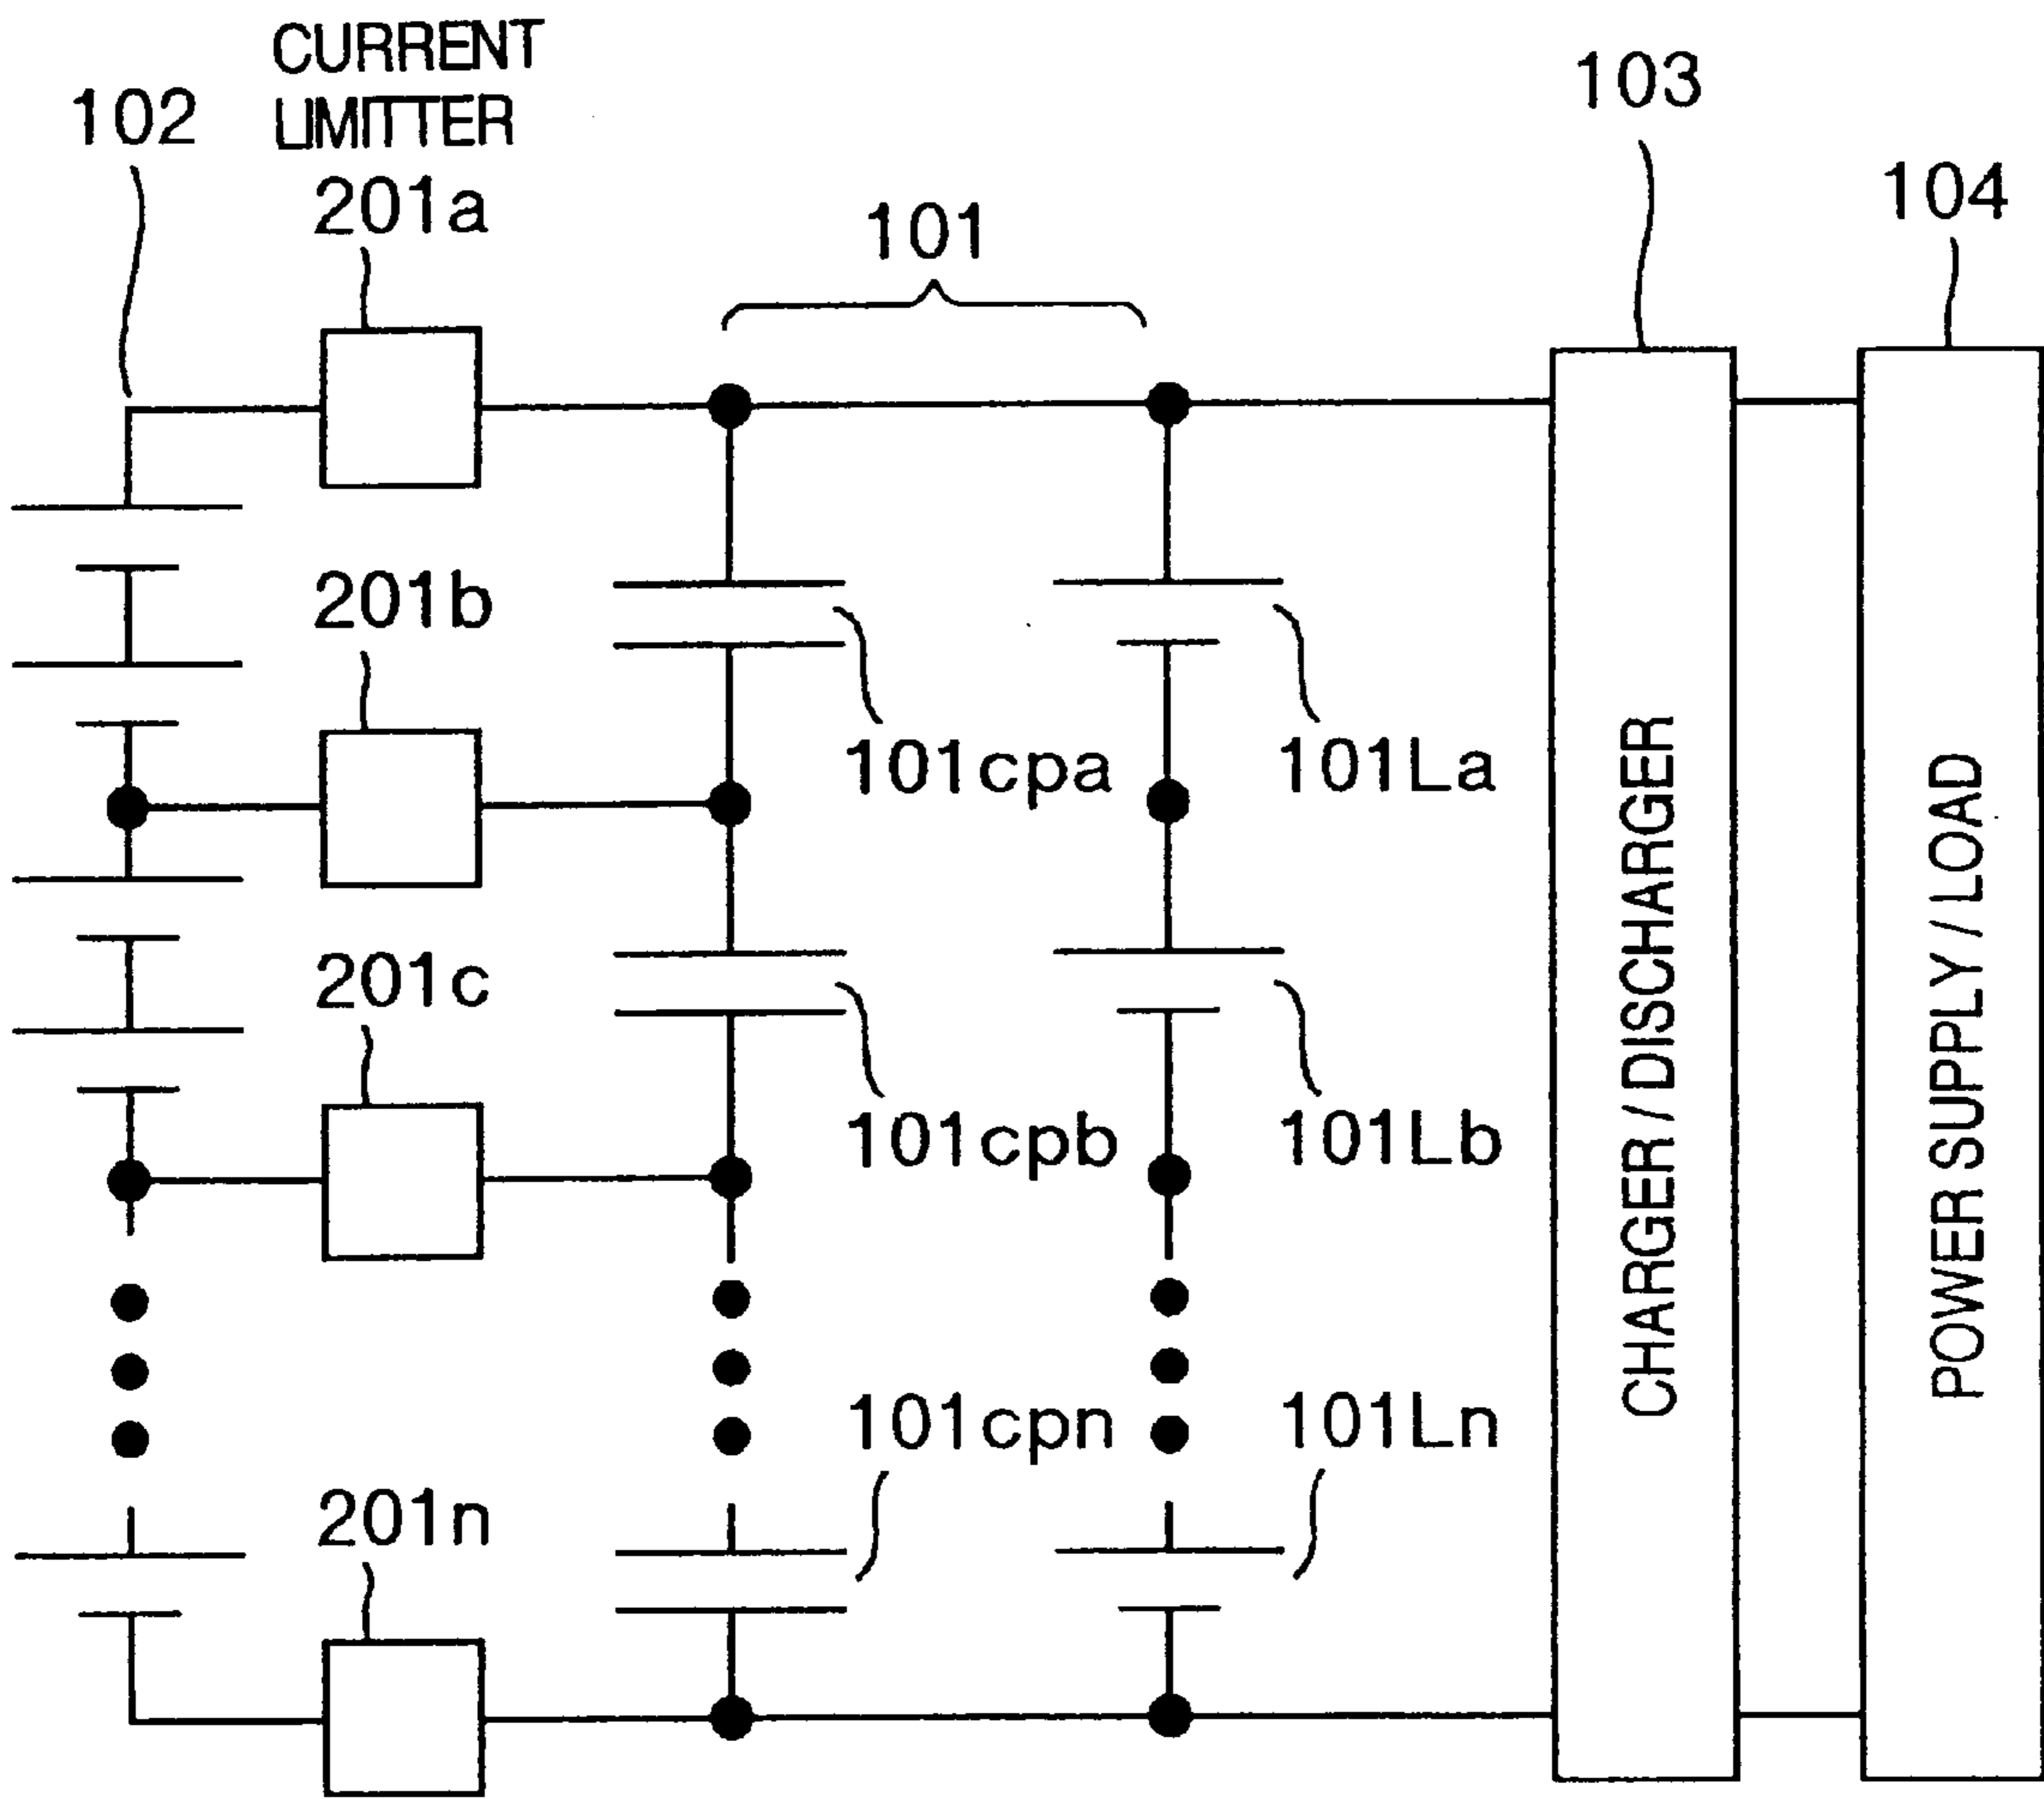 CURRENT
LIMITTER
102
201a
101
103
104
201b
101cpa
101La
201c
101cpb
101Lb
101cpn
101Ln
201n
CHARGER / DISCHARGER
POWER SUPPLY / LOAD